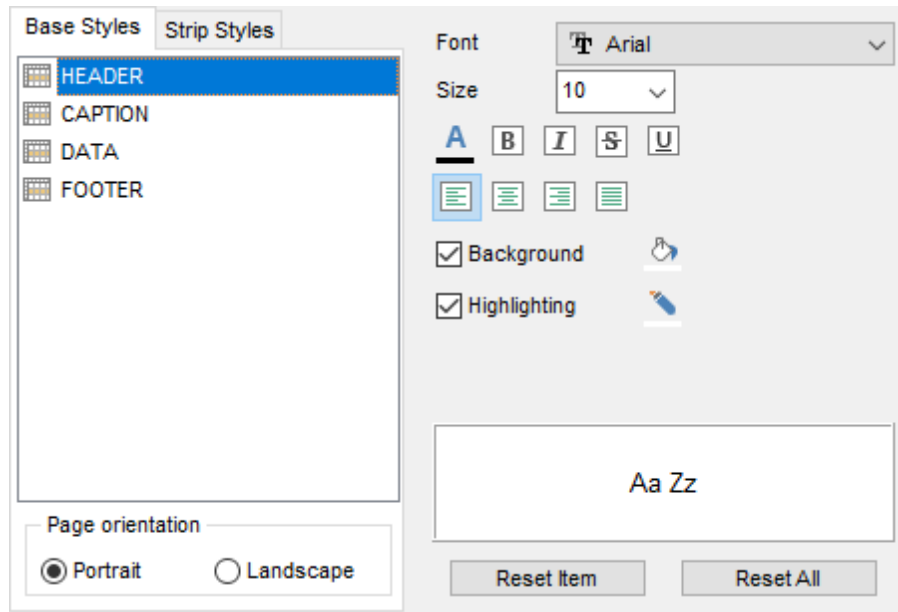 Base Styles
Strip Styles
HEADER
CAPTION
DATA
FOOTER
Page orientation
Portrait
Landscape
Font
Arial
Size
10
A
B
I
S
U
Background
Highlighting
Aa Zz
Reset Item
Reset All